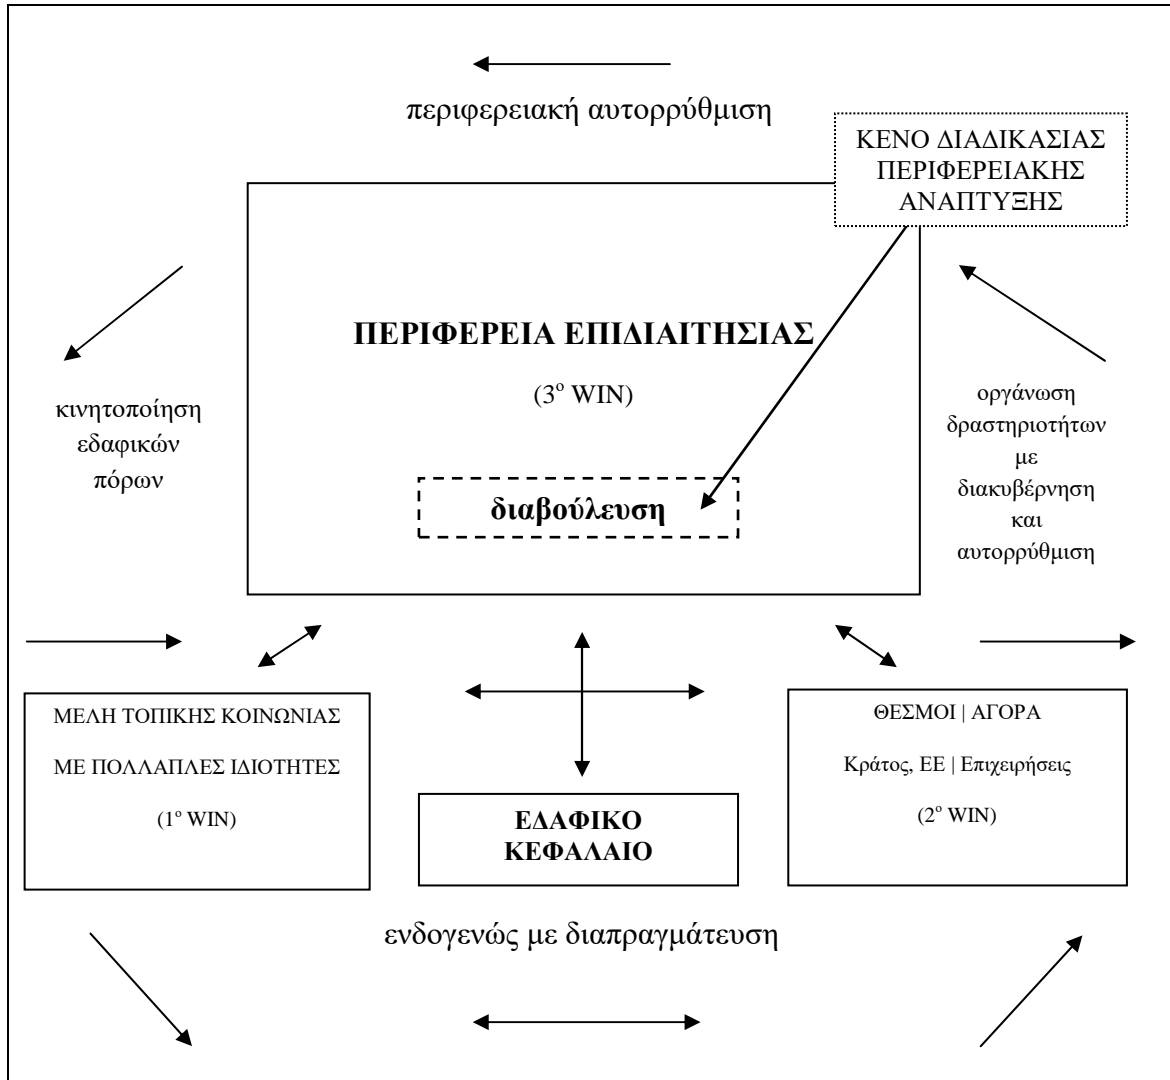 περιφερειακή αυτορρύθμιση
ΚΕΝΟ ΔΙΑΔΙΚΑΣΙΑΣ
ΠΕΡΙΦΕΡΕΙΑΚΗΣ
ΑΝΑΠΤΥΞΗΣ
ΠΕΡΙΦΕΡΕΙΑ ΕΠΙΔΙΑΙΤΗΣΙΑΣ
(3ο WIN)
διαβούλευση
κινητοποίηση
εδαφικών
πόρων
οργάνωση
δραστηριοτήτων
με
διακυβέρνηση
και
αυτορρύθμιση
ΜΕΛΗ ΤΟΠΙΚΗΣ ΚΟΙΝΩΝΙΑΣ
ΜΕ ΠΟΛΛΑΠΛΕΣ ΙΔΙΟΤΗΤΕΣ
(1ο WIN)
ΕΔΑΦΙΚΟ
ΚΕΦΑΛΑΙΟ
ΘΕΣΜΟΙ | ΑΓΟΡΑ
Κράτος, ΕΕ | Επιχειρήσεις
(2ο WIN)
ενδογενώς με διαπραγμάτευση